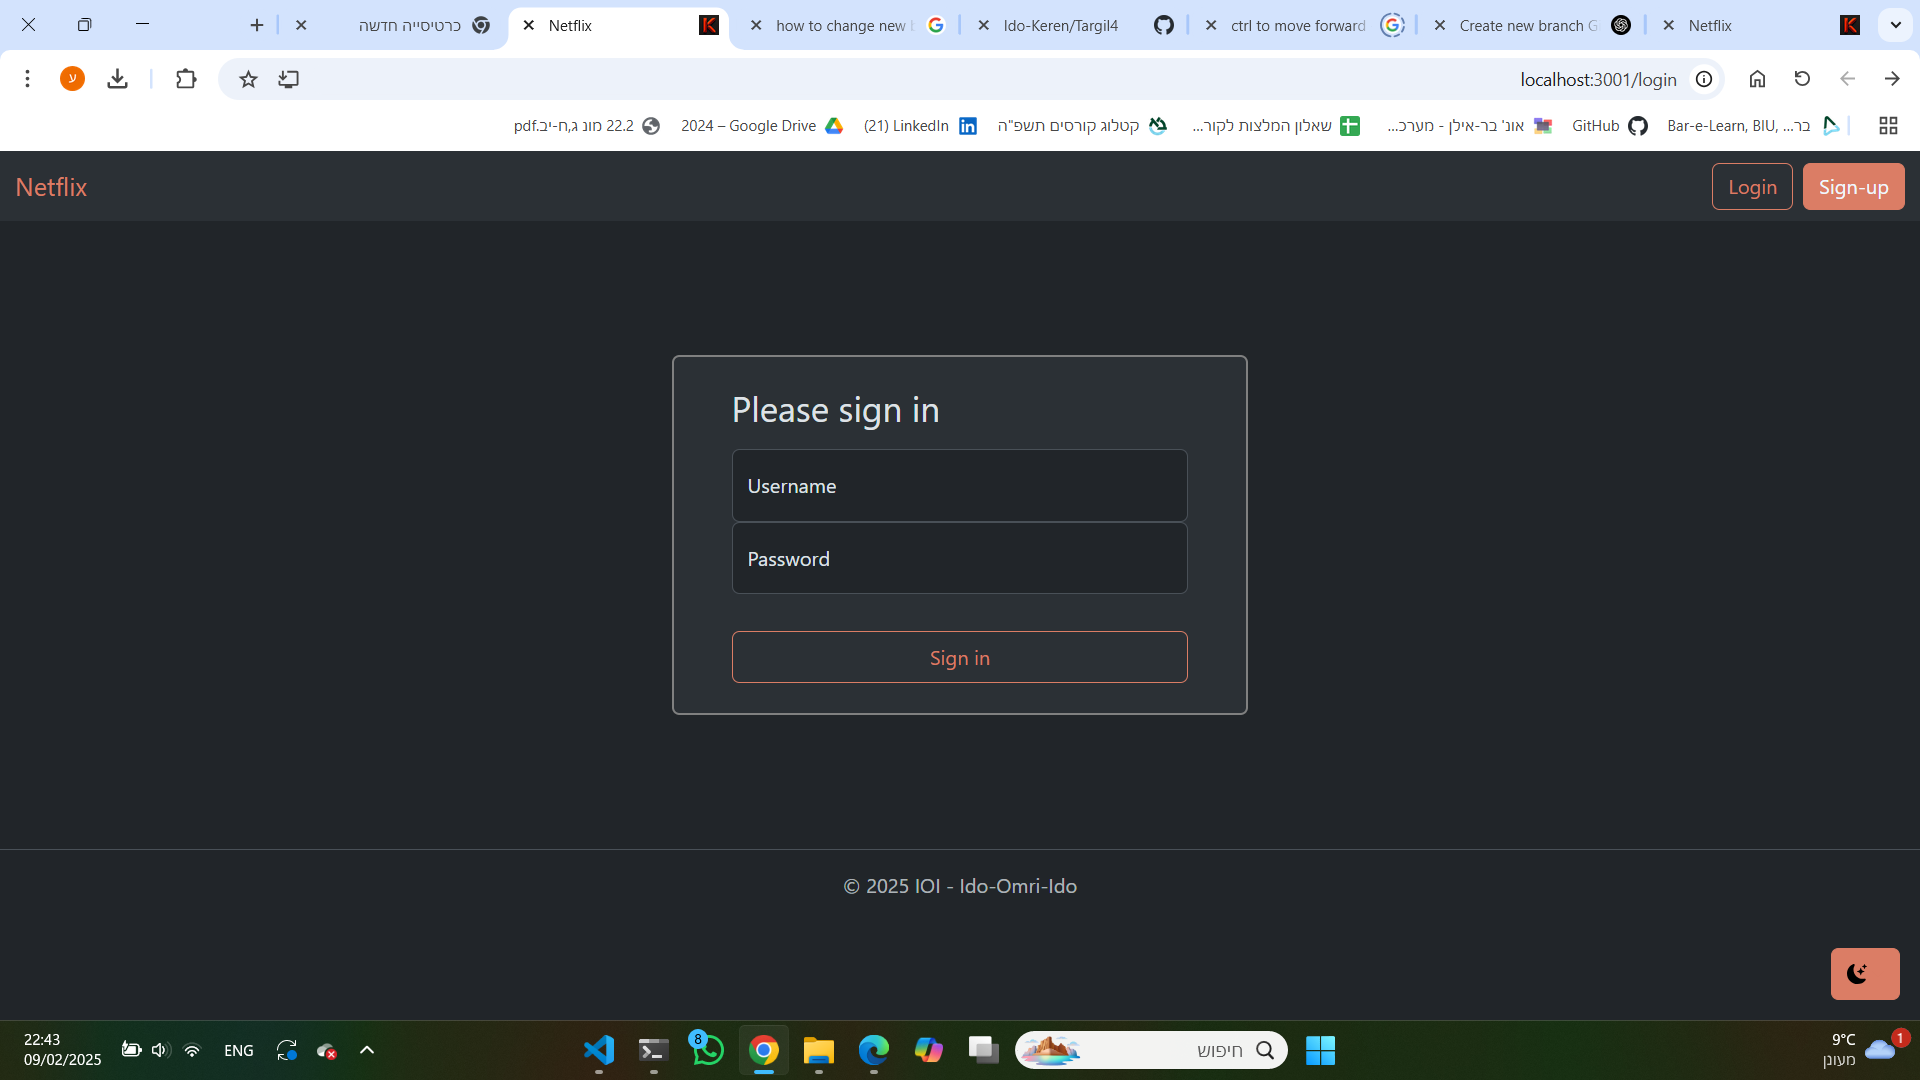 כרטיסייה חדשה
Netflix
how to change new b
Ido-Keren/Targil4
ctrl to move forward
Create new branch G
Netflix
ע
localhost:3001/login
22.2 מונ ג,ח-יב.pdf
2024 – Google Drive
(21) LinkedIn
קטלוג קורסים תשפ"ה
שאלון המלצות לקור...
אונ' בר-אילן - מערכ...
GitHub
Bar-e-Learn, BIU, בר...
Netflix
Login
Sign-up
Please sign in
Username
Password
Sign in
© 2025 IOI - Ido-Omri-Ido
22:43
09/02/2025
ENG
8
חיפוש
9°C
מעונן
1